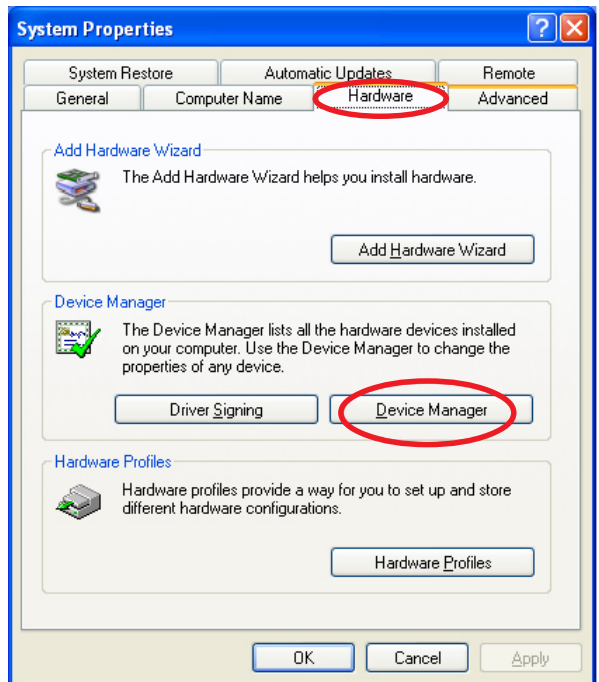 System Properties
System Restore
Automatic Updates
Remote
General
Computer Name
Hardware
Advanced
Add Hardware Wizard
The Add Hardware Wizard helps you install hardware.
Add Hardware Wizard
Device Manager
The Device Manager lists all the hardware devices installed
on your computer. Use the Device Manager to change the
properties of any device.
Driver Signing
Device Manager
Hardware Profiles
Hardware profiles provide a way for you to set up and store
different hardware configurations.
Hardware Profiles
OK
Cancel
Apply